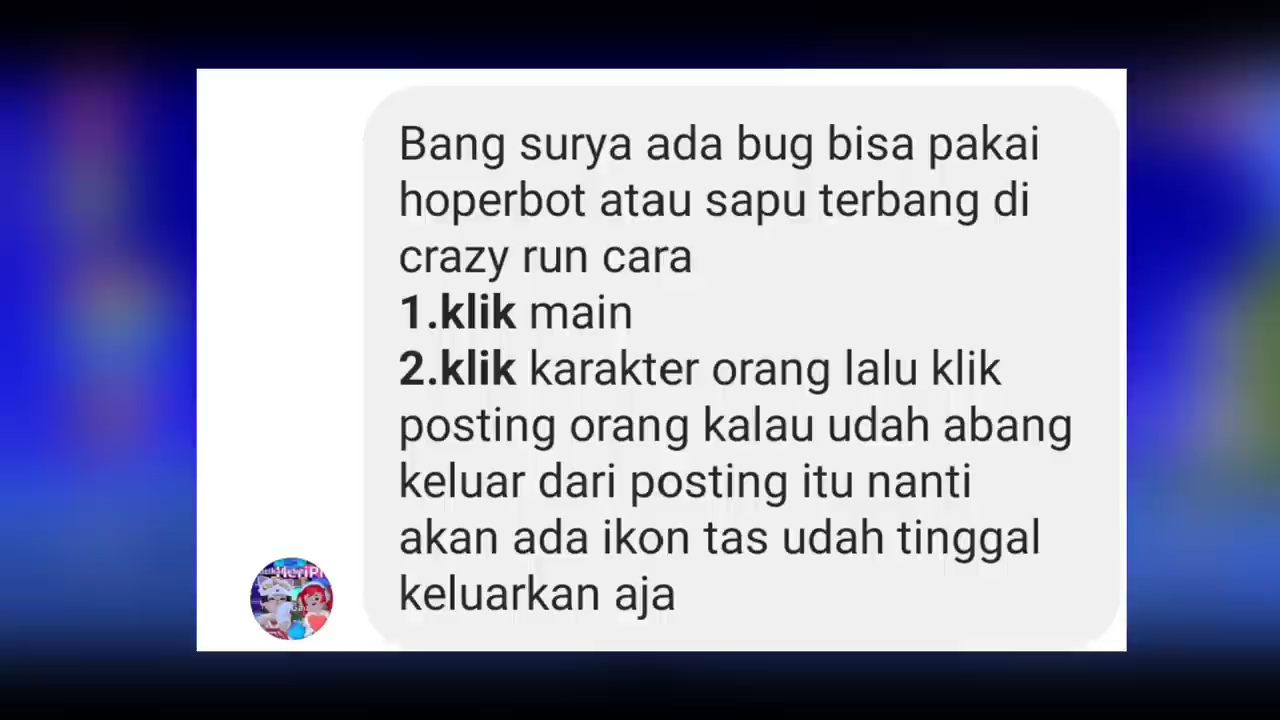 Bang surya ada bug bisa pakai
hoperbot atau sapu terbang di
crazy run cara
1.klik main
2.klik karakter orang lalu klik
posting orang kalau udah abang
keluar dari posting itu nanti
akan ada ikon tas udah tinggal
keluarkan aja